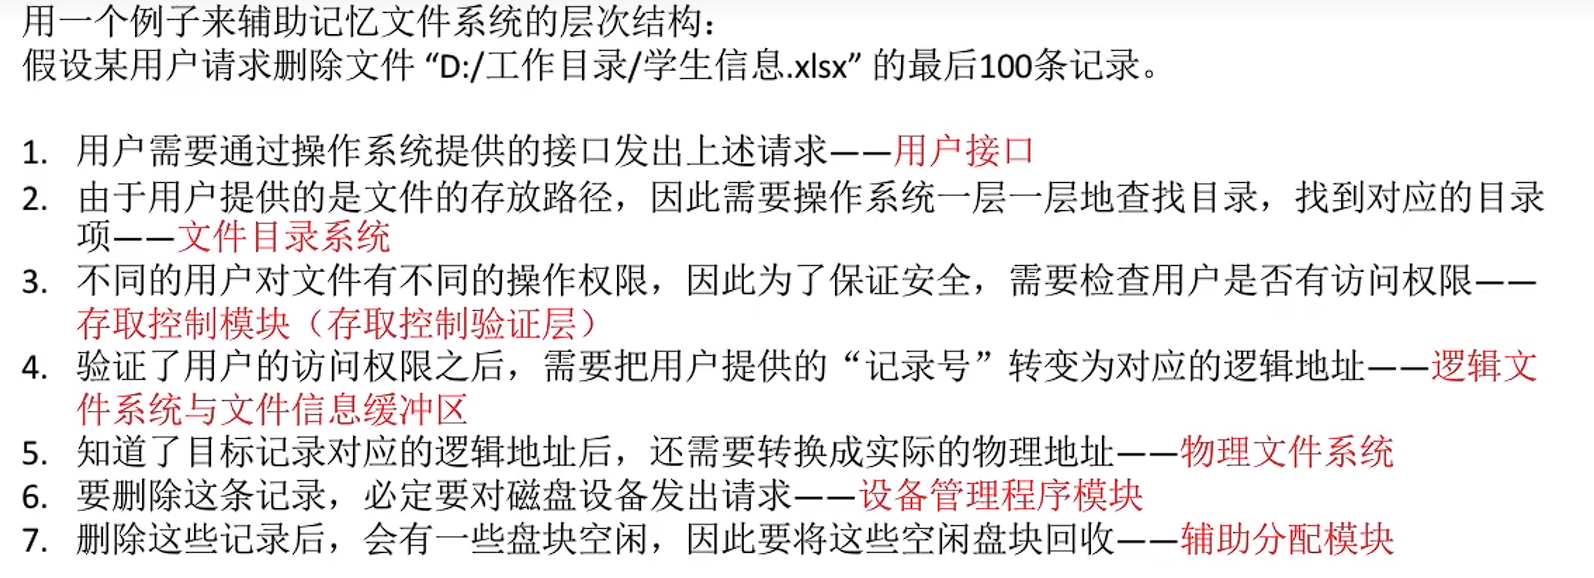 用一个例子来辅助记忆文件系统的层次结构：
假设某用户请求删除文件 “D:/工作目录/学生信息.xlsx” 的最后100条记录。
1. 用户需要通过操作系统提供的接口发出上述请求——用户接口
2. 由于用户提供的是文件的存放路径，因此需要操作系统一层一层地查找目录，找到对应的目录
项——文件目录系统
3. 不同的用户对文件有不同的操作权限，因此为了保证安全，需要检查用户是否有访问权限——
存取控制模块（存取控制验证层）
4. 验证了用户的访问权限之后，需要把用户提供的“记录号”转变为对应的逻辑地址——逻辑文
件系统与文件信息缓冲区
5. 知道了目标记录对应的逻辑地址后，还需要转换成实际的物理地址——物理文件系统
6. 要删除这条记录，必定要对磁盘设备发出请求——设备管理程序模块
7. 删除这些记录后，会有一些盘块空闲，因此要将这些空闲盘块回收——辅助分配模块